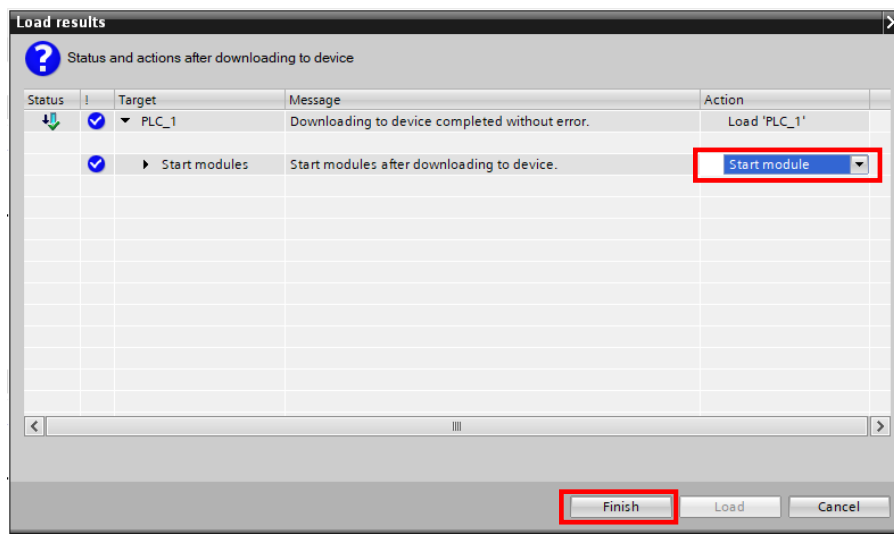 Load results
Status and actions after downloading to device
Status ! Target Message Action
PLC_1 Downloading to device completed without error. Load 'PLC_1'
Start modules Start modules after downloading to device. Start module
Finish Load Cancel